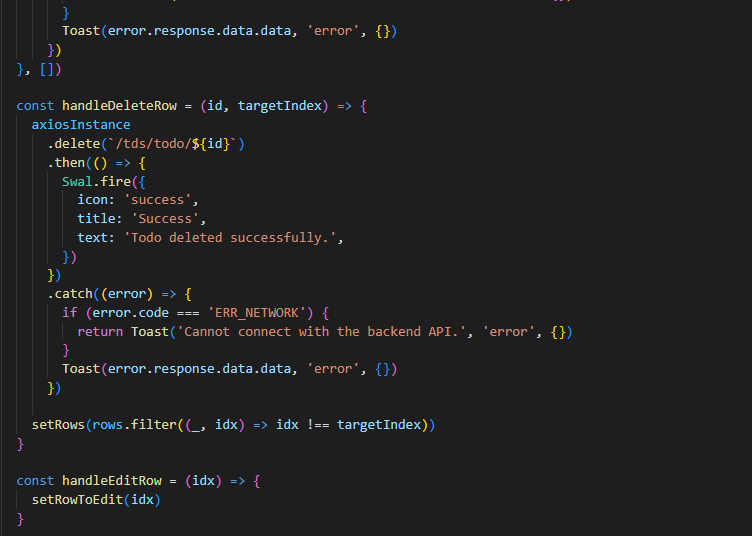 }
Toast(error.response.data.data, 'error', {})
})
}, [])
const handleDeleteRow = (id, targetIndex) => {
axiosInstance
.delete(`/tds/todo/${id}`)
.then(() => {
Swal.fire({
icon: 'success',
title: 'Success',
text: 'Todo deleted successfully.',
})
})
.catch((error) => {
if (error.code === 'ERR_NETWORK') {
return Toast('Cannot connect with the backend API.', 'error', {})
}
Toast(error.response.data.data, 'error', {})
})
setRows(rows.filter((_, idx) => idx !== targetIndex))
}
const handleEditRow = (idx) => {
setRowToEdit(idx)
}